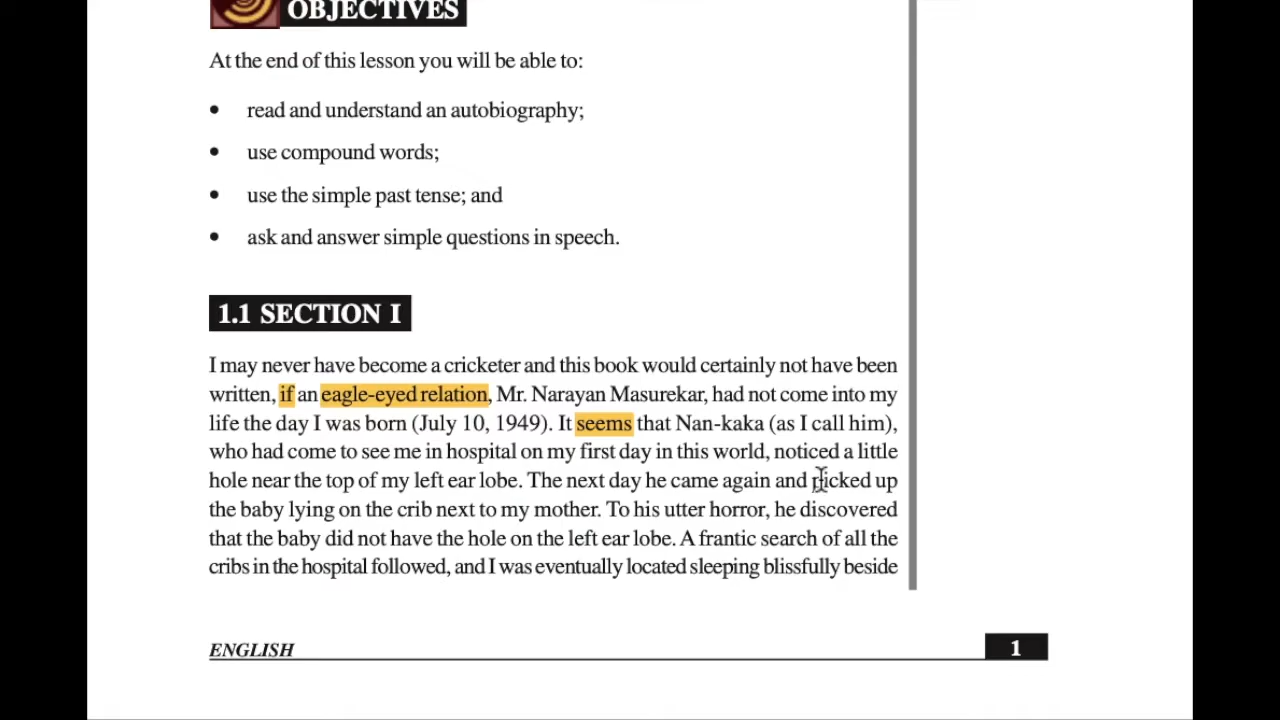 OBJECTIVES
At the end of this lesson you will be able to:
• read and understand an autobiography;
• use compound words;
• use the simple past tense; and
• ask and answer simple questions in speech.
1.1 SECTION I
I may never have become a cricketer and this book would certainly not have been
written, if an eagle-eyed relation, Mr. Narayan Masurekar, had not come into my
life the day I was born (July 10, 1949). It seems that Nan-kaka (as I call him),
who had come to see me in hospital on my first day in this world, noticed a little
hole near the top of my left ear lobe. The next day he came again and picked up
the baby lying on the crib next to my mother. To his utter horror, he discovered
that the baby did not have the hole on the left ear lobe. A frantic search of all the
cribs in the hospital followed, and I was eventually located sleeping blissfully beside
ENGLISH
1